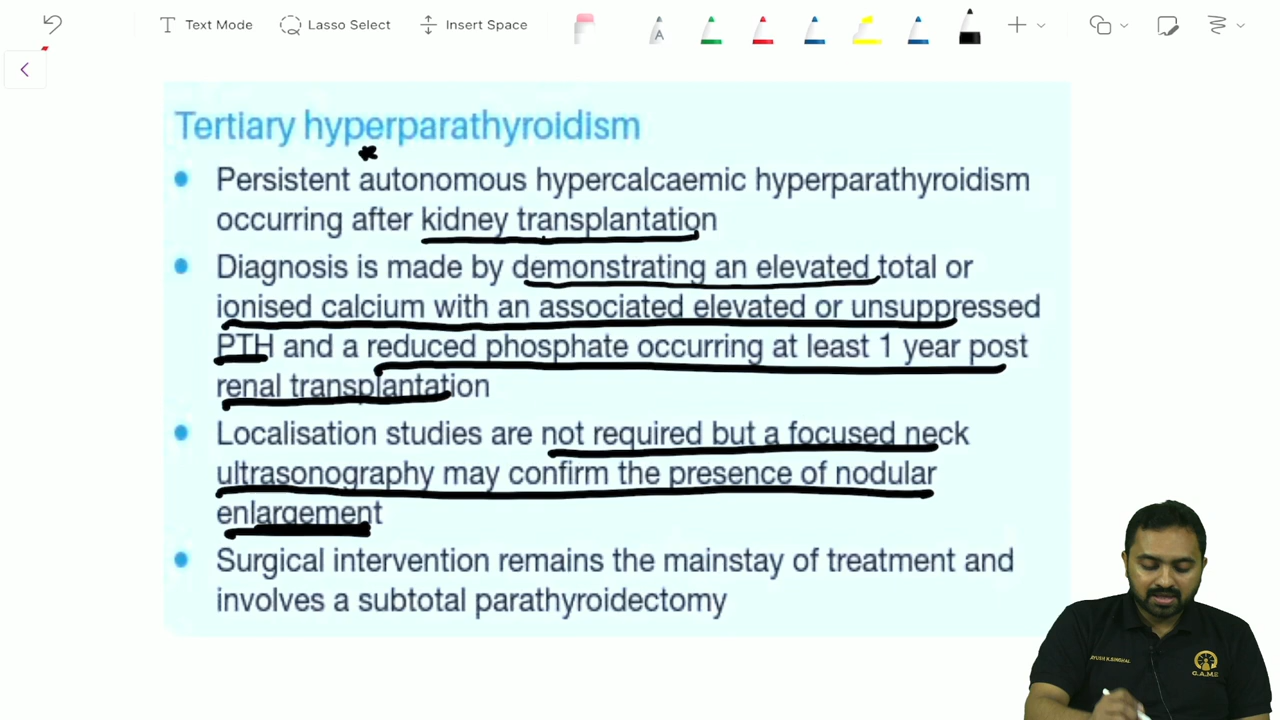 Text Mode Lasso Select Insert Space
A
Tertiary hyperparathyroidism
Persistent autonomous hypercalcaemic hyperparathyroidism
occurring after kidney transplantation
Diagnosis is made by demonstrating an elevated total or
ionised calcium with an associated elevated or unsuppressed
PTH and a reduced phosphate occurring at least 1 year post
renal transplantation
Localisation studies are not required but a focused neck
ultrasonography may confirm the presence of nodular
enlargement
Surgical intervention remains the mainstay of treatment and
involves a subtotal parathyroidectomy
AYUSH K.SINGHAL
C.A.M.S